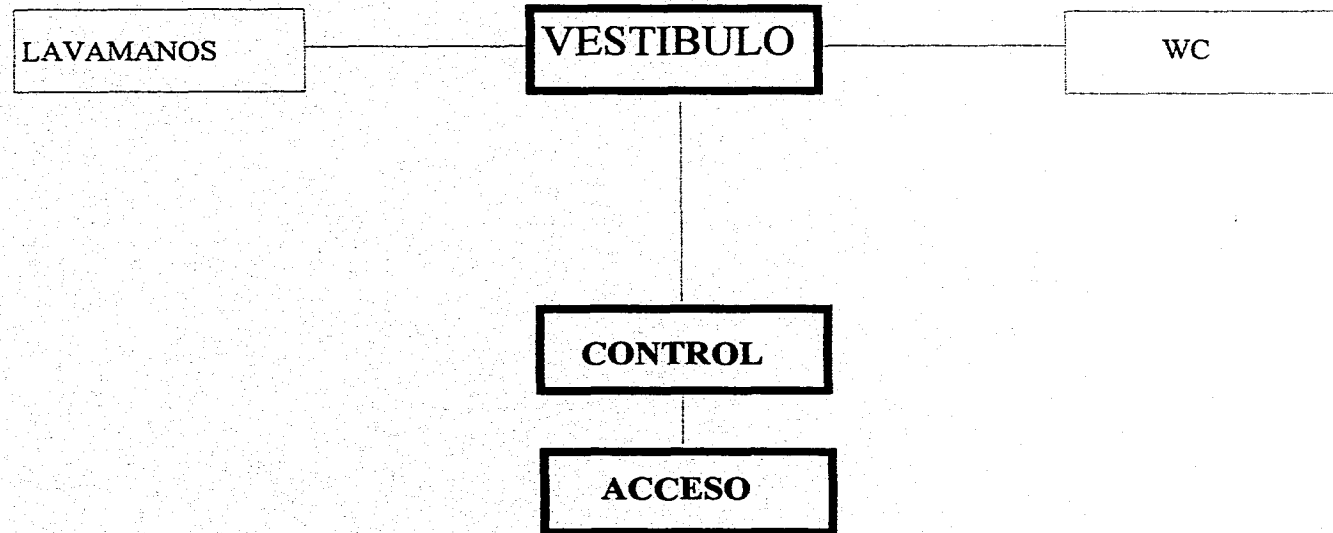 LAVAMANOS
VESTIBULO
WC
CONTROL
ACCESO